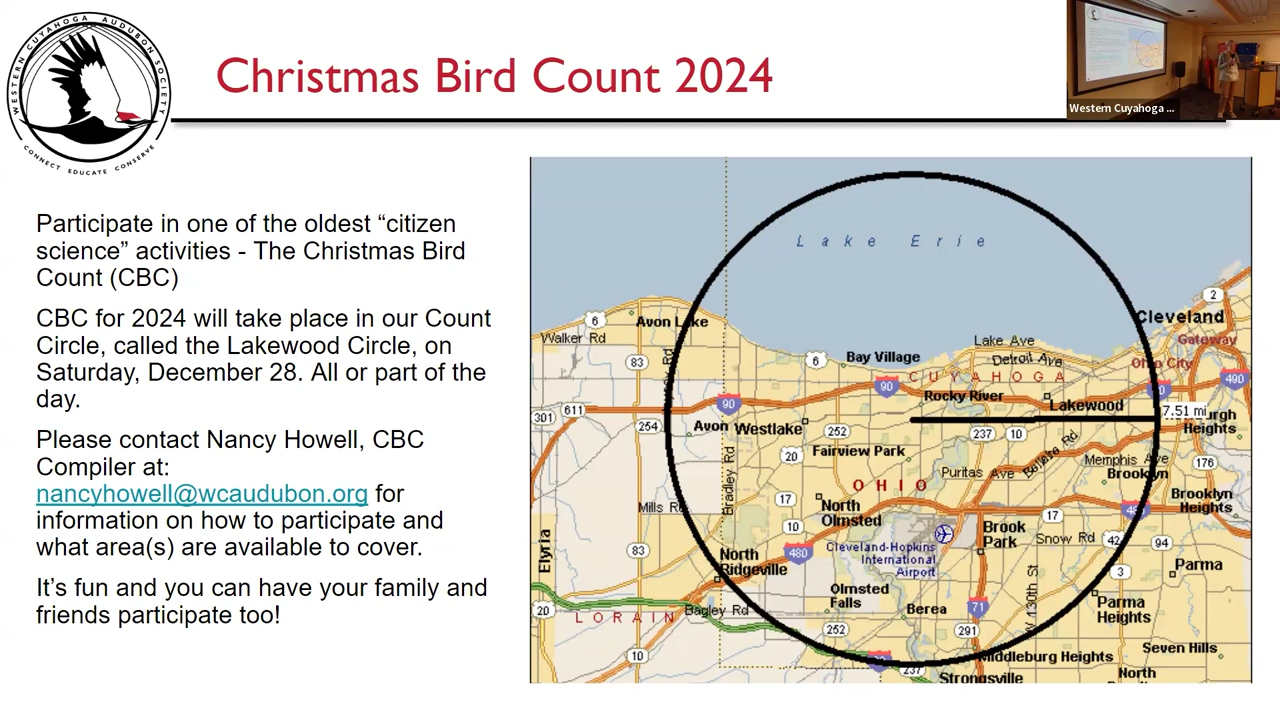 WESTERN CUYAHOGA AUDUBON SOCIETY
CONNECT EDUCATE CONSERVE
Christmas Bird Count 2024
Western Cuyahoga ...
Participate in one of the oldest “citizen
science” activities - The Christmas Bird
Count (CBC)
CBC for 2024 will take place in our Count
Circle, called the Lakewood Circle, on
Saturday, December 28. All or part of the
day.
Please contact Nancy Howell, CBC
Compiler at:
nancyhowell@wcaudubon.org for
information on how to participate and
what area(s) are available to cover.
It’s fun and you can have your family and
friends participate too!
Lake Erie
2
6
Avon Lake
Cleveland
Walker Rd
Lake Ave
Gateway
83
6
Bay Village
Detroit Ave
Ohio City
CUYAHOGA
490
90
90
Rocky River
Lakewood
7.51 mi
301
611
254
Avon
Westlake
252
237
10
Heights
20
Fairview Park
Puritas Ave
Bellaire Rd
Memphis Ave
176
Brooklyn
OHIO
Bradley Rd
Mills Rd
17
North
Olmsted
10
17
Brooklyn
Heights
83
480
Cleveland-Hopkins
International
Airport
Brook
Park
Snow Rd
42
94
Elyria
North
Ridgeville
3
Parma
Olmsted
Falls
20
Bagley Rd
Berea
71
W 130th St
Parma
Heights
LORAIN
252
291
10
237
Middleburg Heights
Seven Hills
Strongsville
North